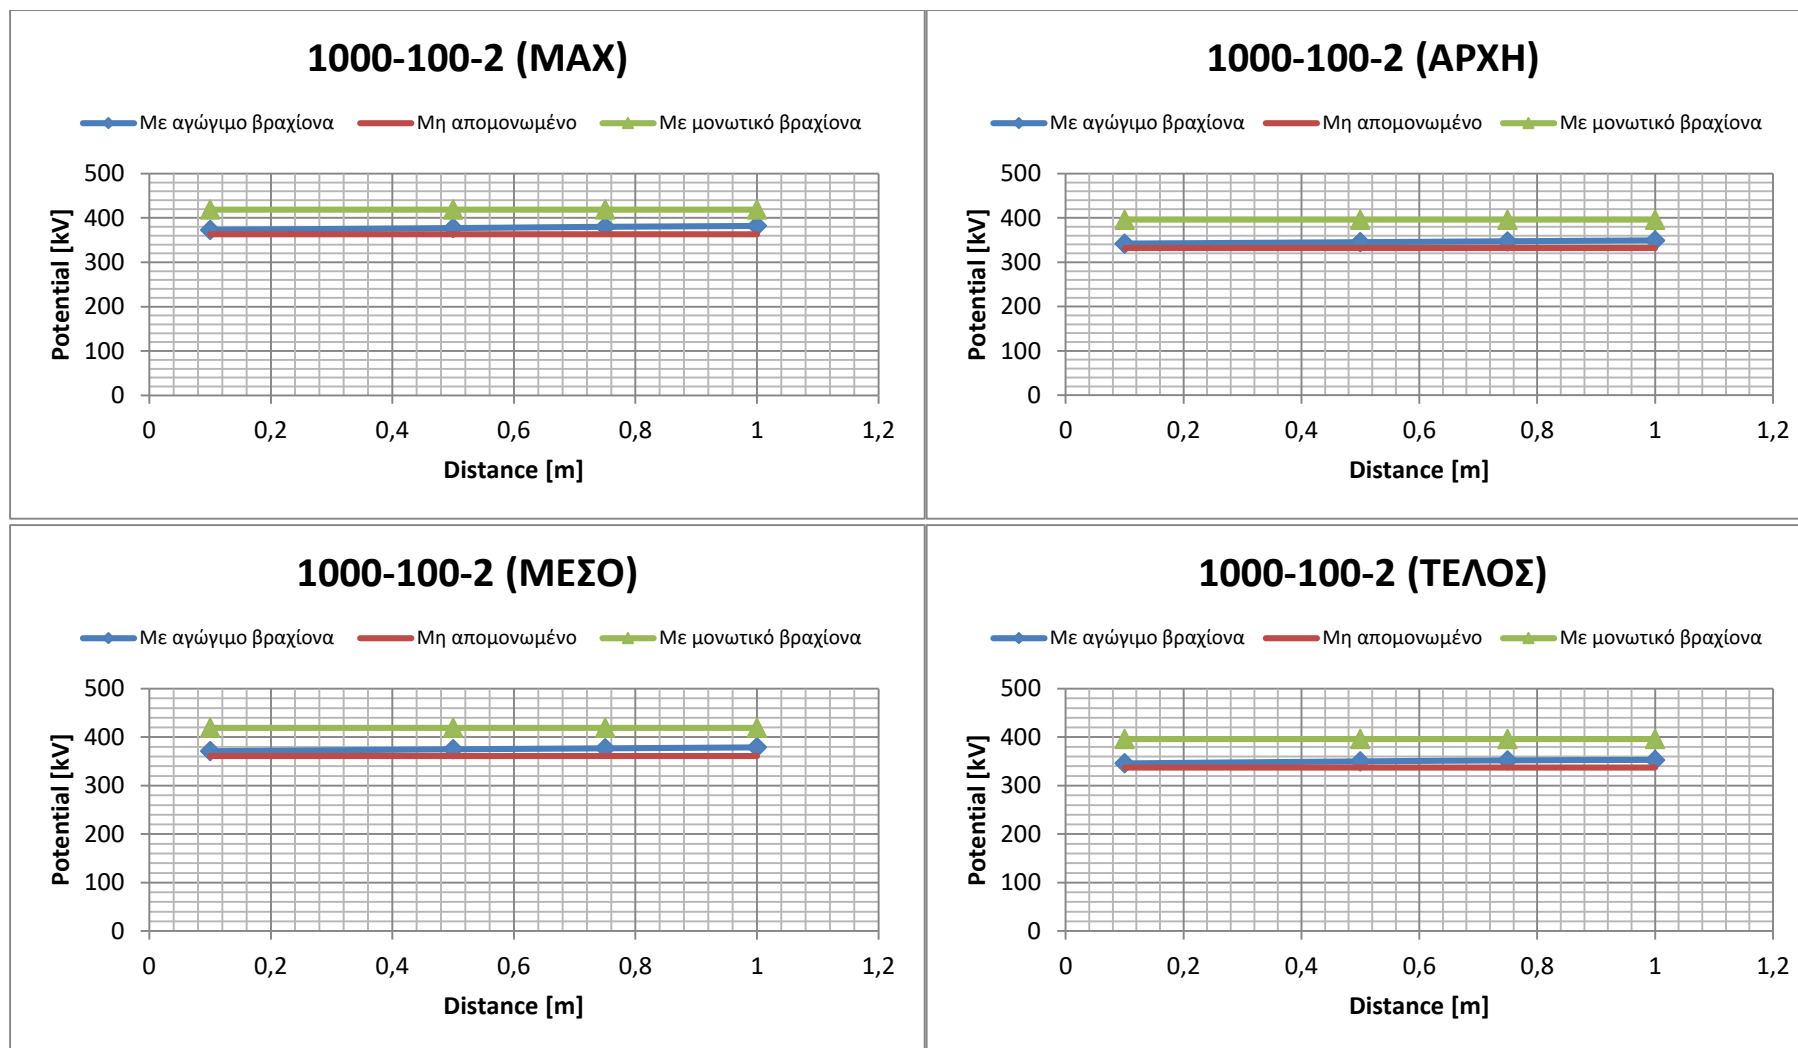 1000-100-2 (MAX)
Με αγώγιμο βραχίονα Μη απομονωμένο Με μονωτικό βραχίονα
Potential [kV]
500
400
300
200
100
0
0 0,2 0,4 0,6 0,8 1 1,2
Distance [m]
1000-100-2 (ΑΡΧΗ)
Με αγώγιμο βραχίονα Μη απομονωμένο Με μονωτικό βραχίονα
Potential [kV]
500
400
300
200
100
0
0 0,2 0,4 0,6 0,8 1 1,2
Distance [m]
1000-100-2 (ΜΕΣΟ)
Με αγώγιμο βραχίονα Μη απομονωμένο Με μονωτικό βραχίονα
Potential [kV]
500
400
300
200
100
0
0 0,2 0,4 0,6 0,8 1 1,2
Distance [m]
1000-100-2 (ΤΕΛΟΣ)
Με αγώγιμο βραχίονα Μη απομονωμένο Με μονωτικό βραχίονα
Potential [kV]
500
400
300
200
100
0
0 0,2 0,4 0,6 0,8 1 1,2
Distance [m]